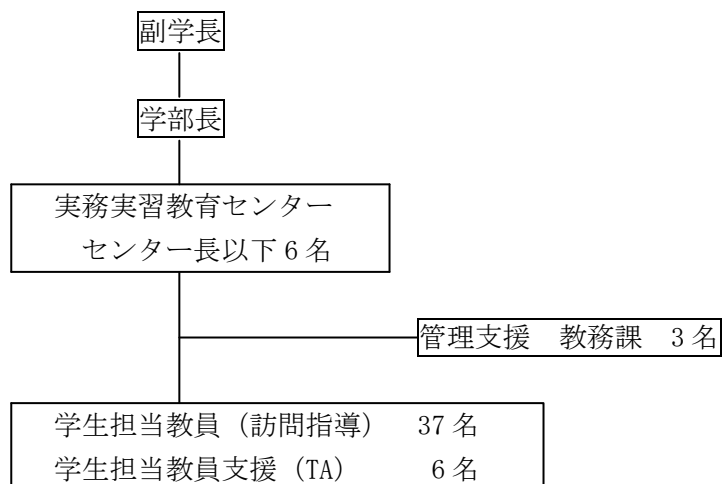 副学長
学部長
実務実習教育センター
センター長以下 6 名
管理支援　教務課　3 名
学生担当教員（訪問指導）　37 名
学生担当教員支援（TA）　6 名